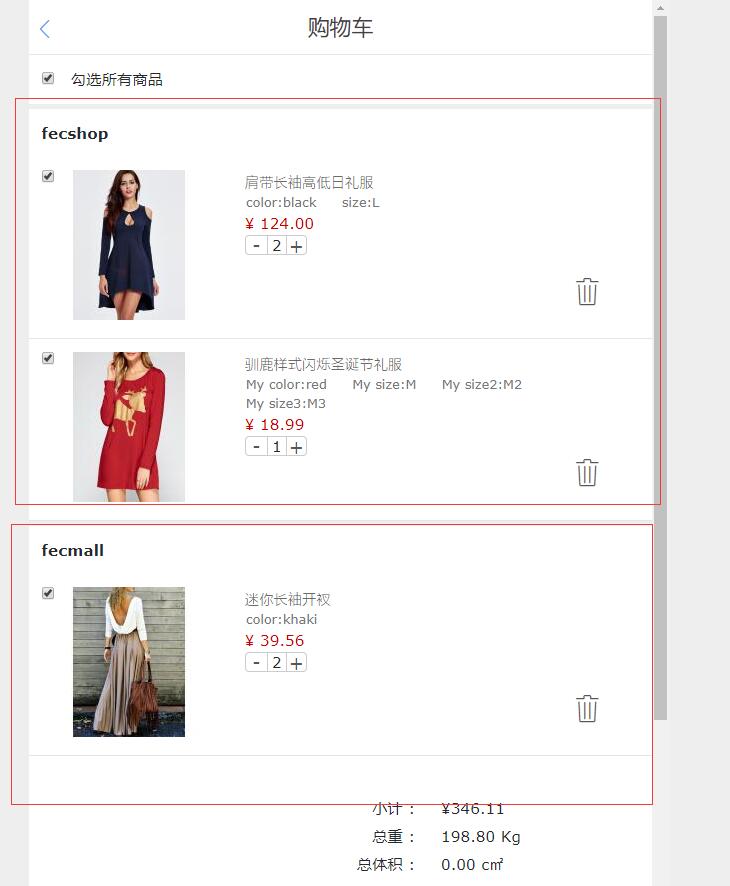 购物车
勾选所有商品
fecshop
肩带长袖高低日礼服
color:black size:L
¥ 124.00
- 2 +
驯鹿样式闪烁圣诞节礼服
My color:red My size:M My size2:M2
My size3:M3
¥ 18.99
- 1 +
fecmall
迷你长袖开衩
color:khaki
¥ 39.56
- 2 +
小计： ¥346.11
总重： 198.80 Kg
总体积： 0.00 c㎡